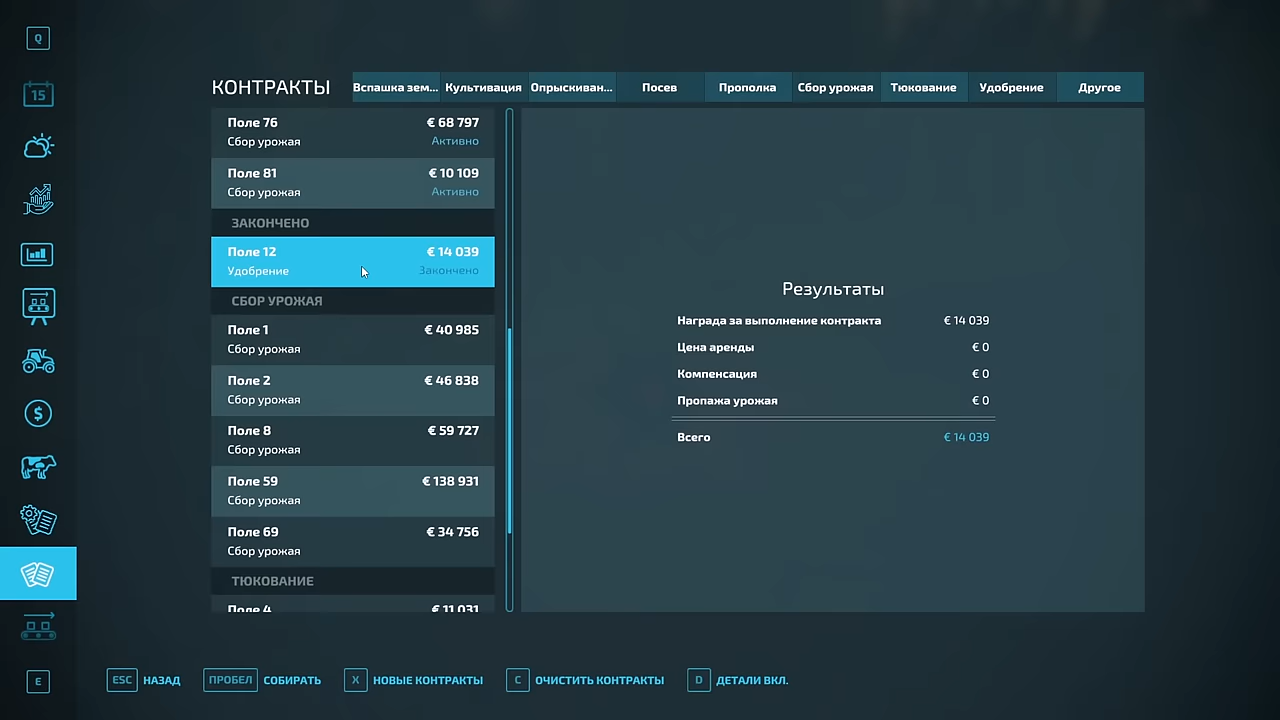 Q
15
КОНТРАКТЫ
Вспашка зем... Культивация Опрыскиван... Посев Прополка Сбор урожая Тюкование Удобрение Другое
Поле 76 € 68 797
Сбор урожая Активно
Поле 81 € 10 109
Сбор урожая Активно
ЗАКОНЧЕНО
Поле 12 € 14 039
Удобрение Закончено
СБОР УРОЖАЯ
Поле 1 € 40 985
Сбор урожая
Поле 2 € 46 838
Сбор урожая
Поле 8 € 59 727
Сбор урожая
Поле 59 € 138 931
Сбор урожая
Поле 69 € 34 756
Сбор урожая
ТЮКОВАНИЕ
Поле 4 € 11 031
Результаты
Награда за выполнение контракта € 14 039
Цена аренды € 0
Компенсация € 0
Пропажа урожая € 0
Всего € 14 039
E
ESC НАЗАД ПРОБЕЛ СОБИРАТЬ X НОВЫЕ КОНТРАКТЫ C ОЧИСТИТЬ КОНТРАКТЫ D ДЕТАЛИ ВКЛ.